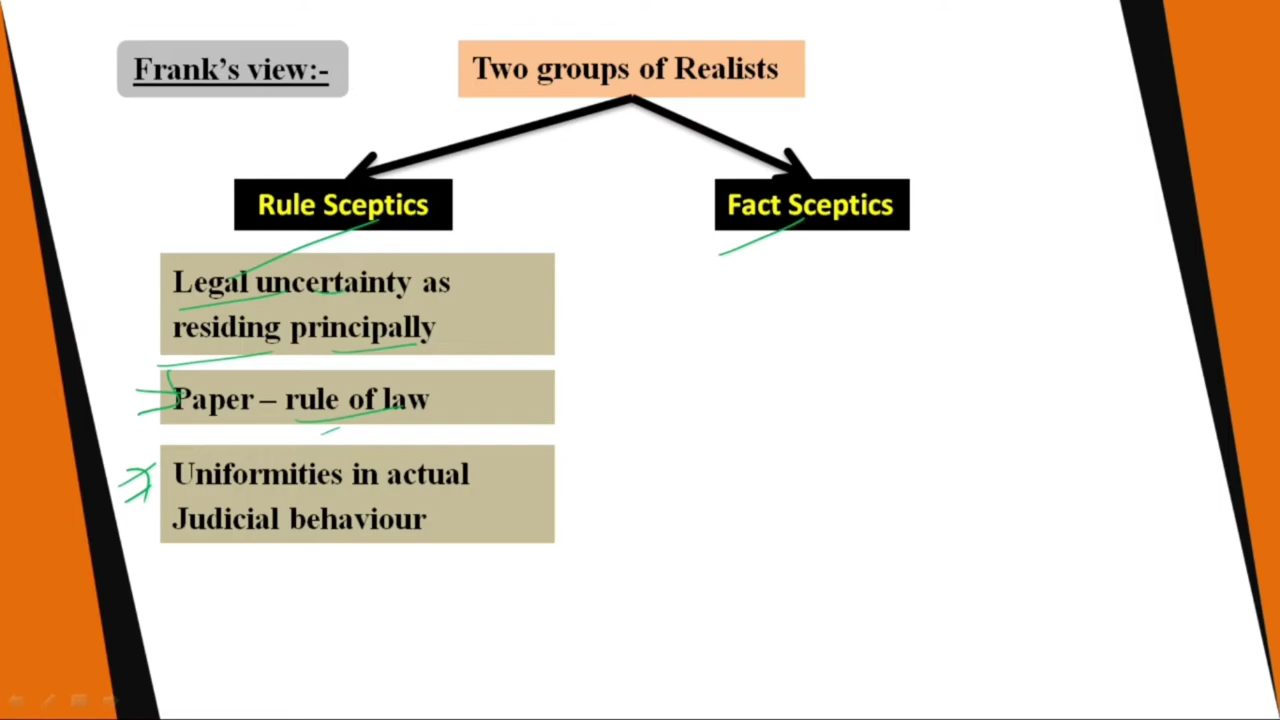 Frank's view:-
Two groups of Realists
Rule Sceptics
Fact Sceptics
Legal uncertainty as
residing principally
Paper – rule of law
Uniformities in actual
Judicial behaviour